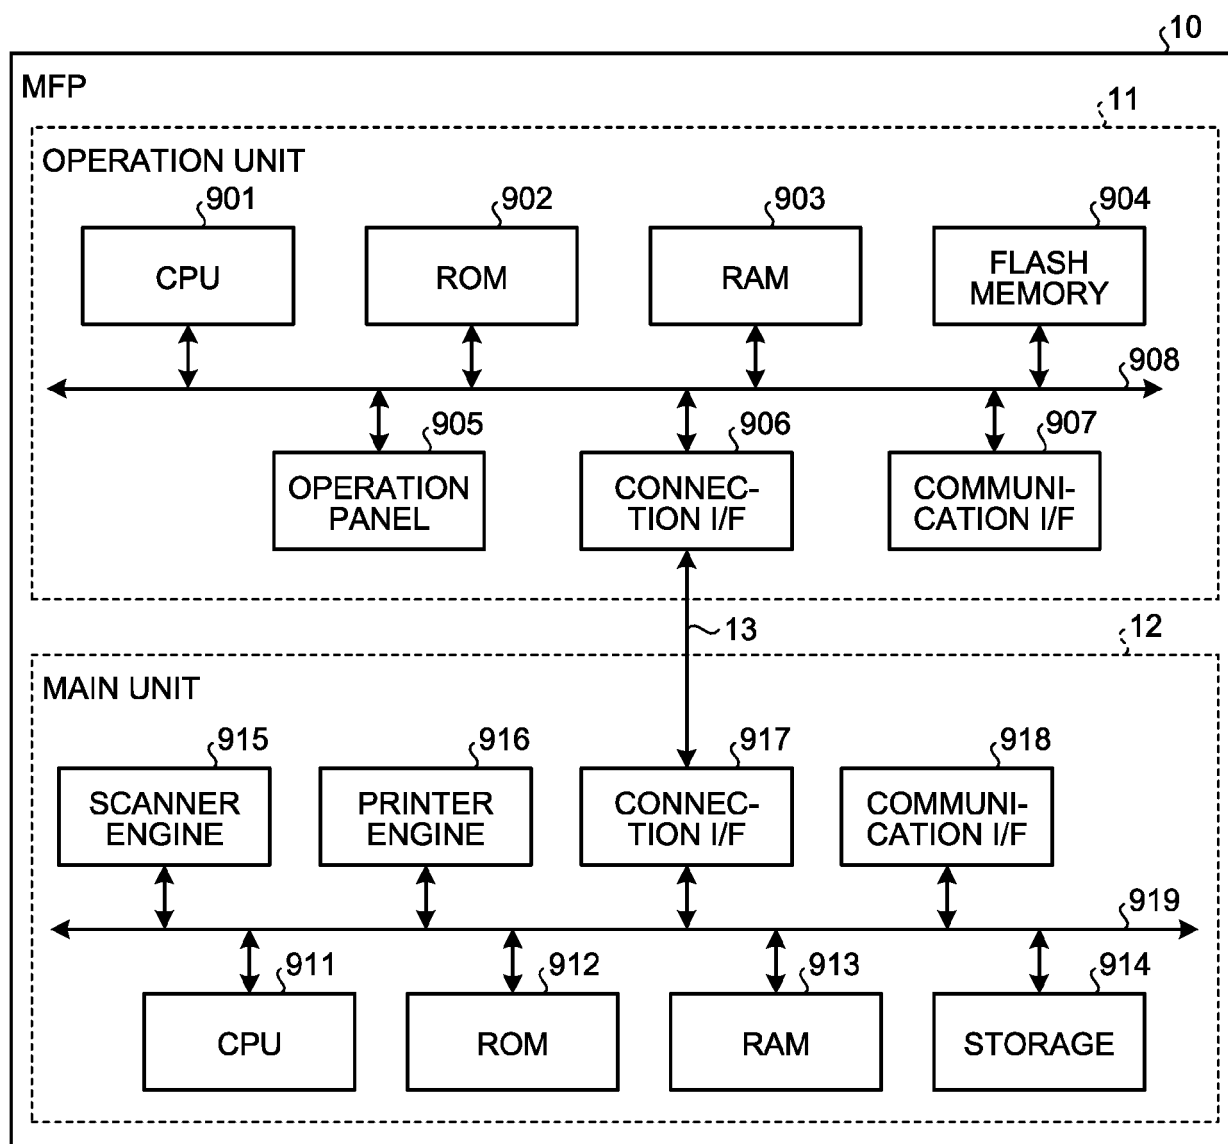 10
MFP
11
OPERATION UNIT
901
902
903
904
CPU
ROM
RAM
FLASH
MEMORY
908
905
906
907
OPERATION
PANEL
CONNEC-
TION I/F
COMMUNI-
CATION I/F
13
12
MAIN UNIT
915
916
917
918
SCANNER
ENGINE
PRINTER
ENGINE
CONNEC-
TION I/F
COMMUNI-
CATION I/F
919
911
912
913
914
CPU
ROM
RAM
STORAGE